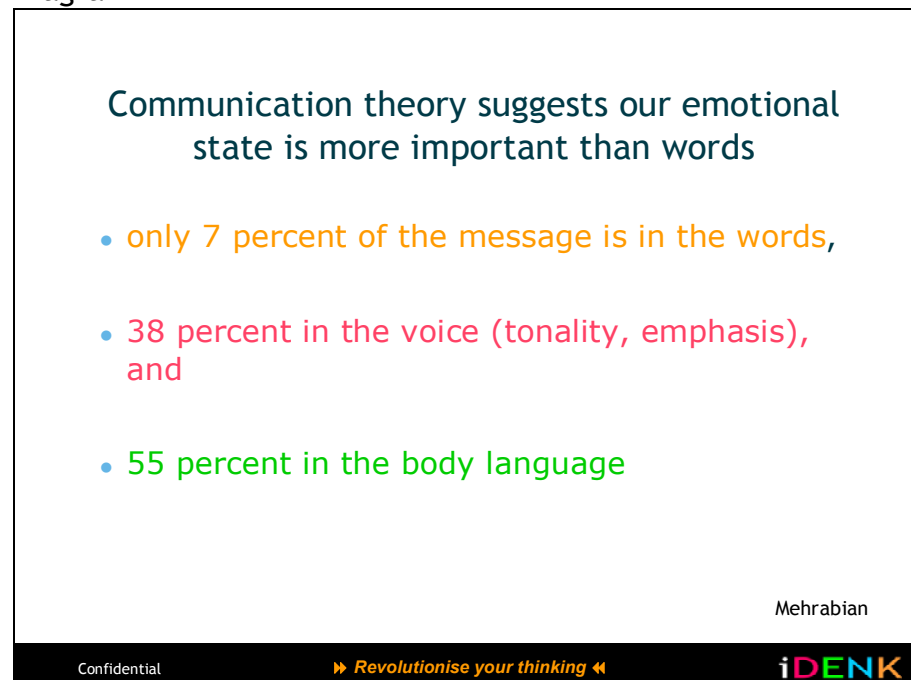 Communication theory suggests our emotional
state is more important than words
• only 7 percent of the message is in the words,
• 38 percent in the voice (tonality, emphasis),
and
• 55 percent in the body language
Mehrabian
Confidential
Revolutionise your thinking
iDENK